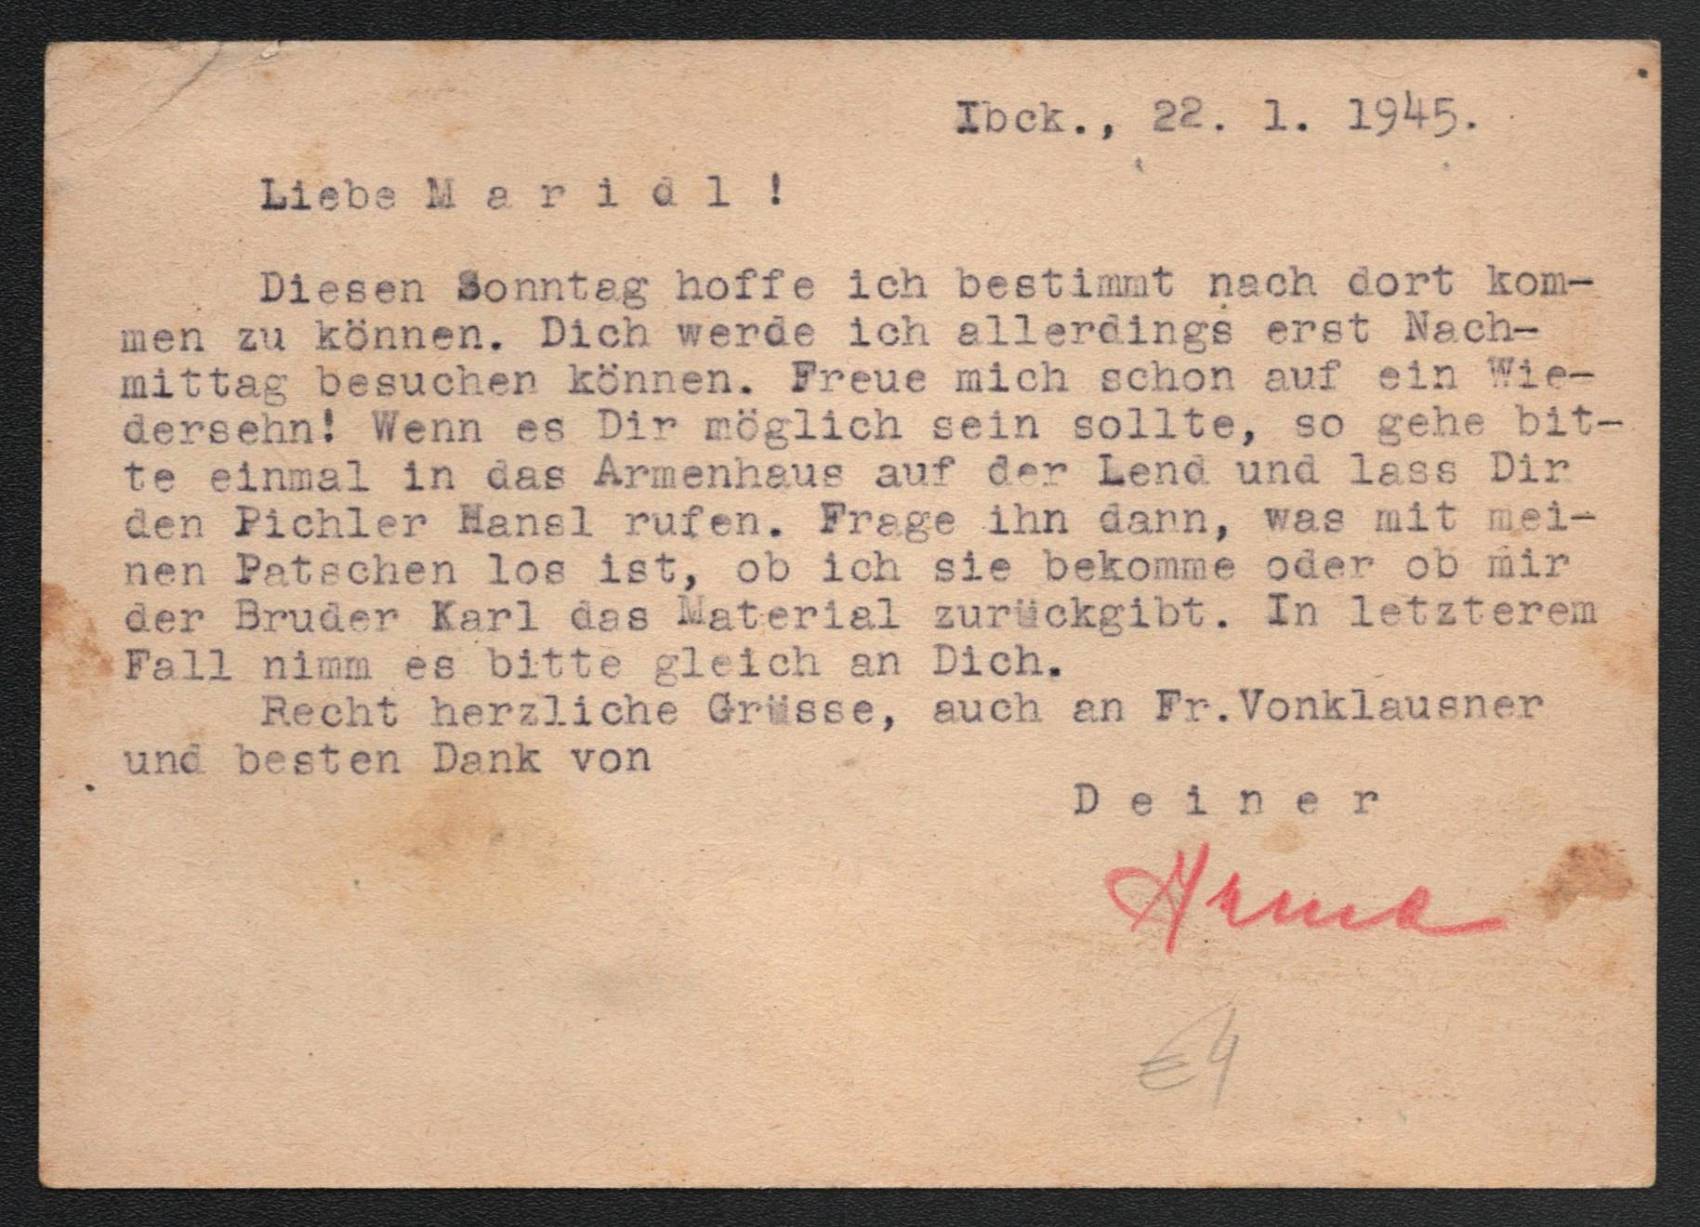 Ibck., 22. 1. 1945.
Liebe M a r i d l !
Diesen Sonntag hoffe ich bestimmt nach dort kom-
men zu können. Dich werde ich allerdings erst Nach-
mittag besuchen können. Freue mich schon auf ein Wie-
dersehn! Wenn es Dir möglich sein sollte, so gehe bit-
te einmal in das Armenhaus auf der Lend und lass Dir
den Pichler Hansl rufen. Frage ihn dann, was mit mei-
nen Patschen los ist, ob ich sie bekomme oder ob mir
der Bruder Karl das Material zurückgibt. In letzterem
Fall nimm es bitte gleich an Dich.
Recht herzliche Grüsse, auch an Fr.Vonklausner
und besten Dank von
D e i n e r
€4